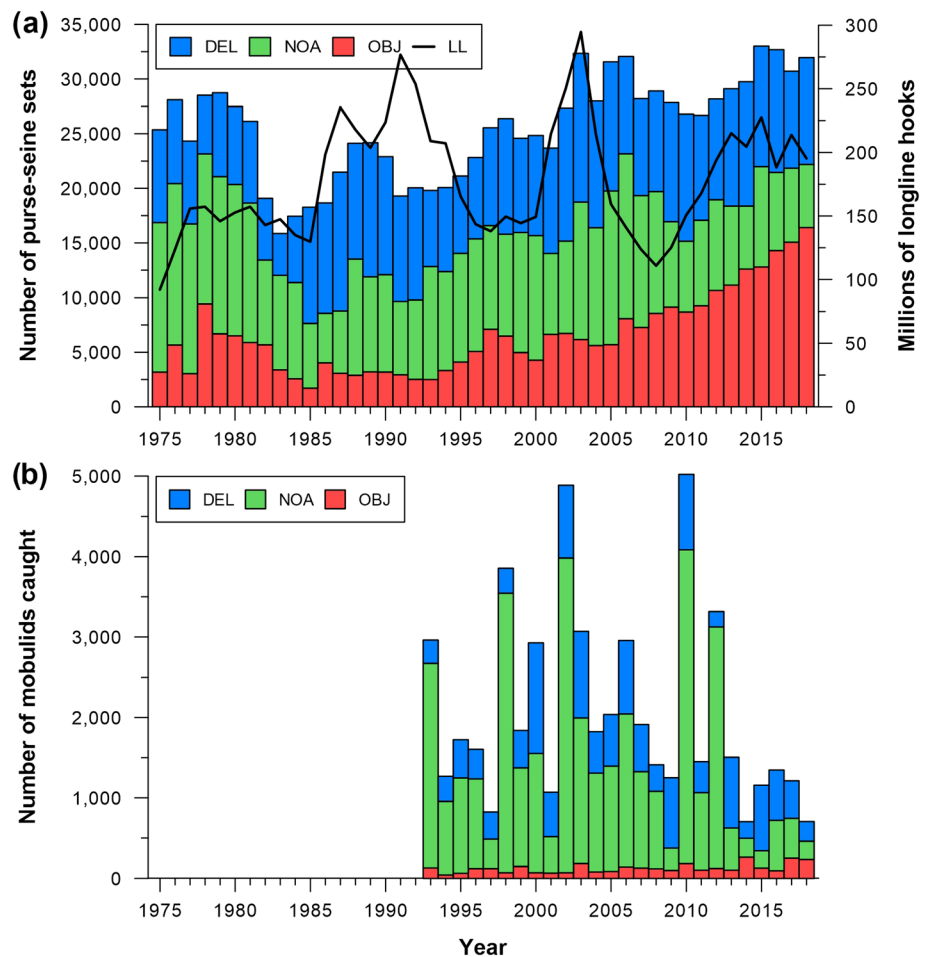 (a)
DEL NOA OBJ LL
35,000
30,000
25,000
20,000
15,000
10,000
5,000
0
Number of purse-seine sets
300
250
200
150
100
50
0
Millions of longline hooks
1975 1980 1985 1990 1995 2000 2005 2010 2015
(b)
DEL NOA OBJ
5,000
4,000
3,000
2,000
1,000
0
Number of mobulids caught
1975 1980 1985 1990 1995 2000 2005 2010 2015
Year